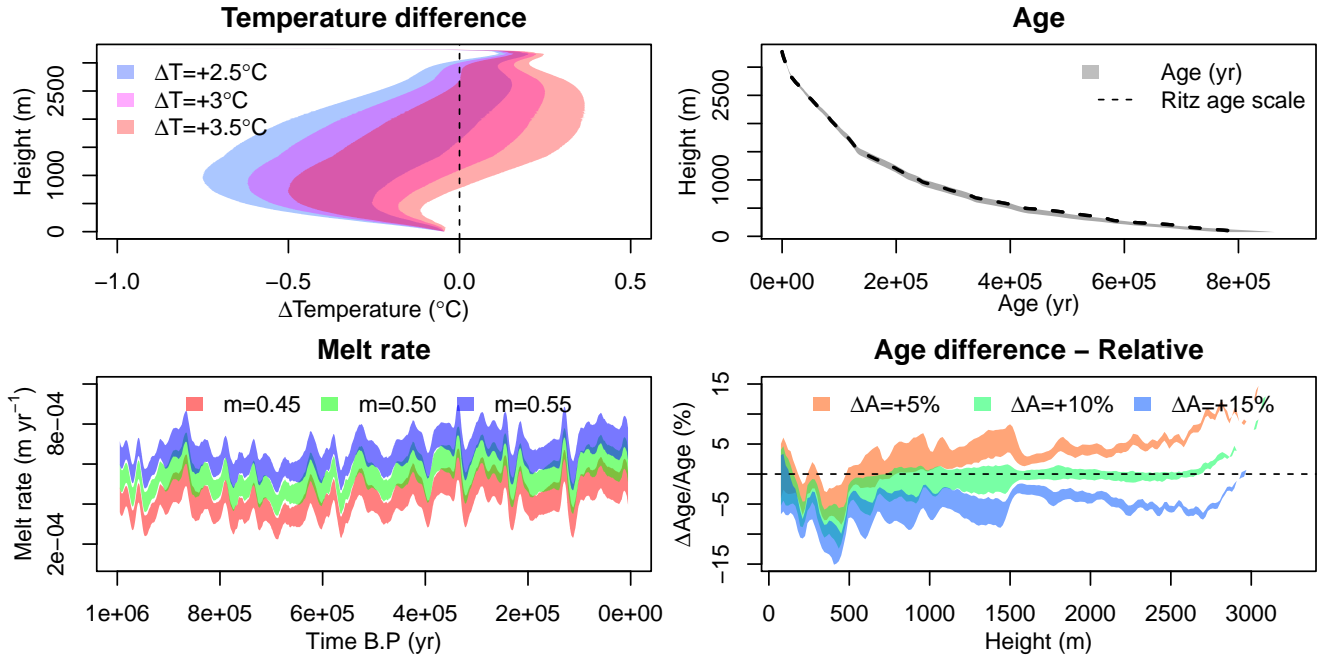 Temperature difference
Height (m)
0
1000
2500
ΔT=+2.5°C
ΔT=+3°C
ΔT=+3.5°C
−1.0
−0.5
0.0
0.5
ΔTemperature (°C)
Age
Height (m)
0
1000
2500
Age (yr)
Ritz age scale
0e+00
2e+05
4e+05
6e+05
8e+05
Age (yr)
Melt rate
Melt rate (m yr⁻¹)
2e−04
8e−04
m=0.45
m=0.50
m=0.55
1e+06
8e+05
6e+05
4e+05
2e+05
0e+00
Time B.P (yr)
Age difference − Relative
ΔAge/Age (%)
−15
−5
5
15
ΔA=+5%
ΔA=+10%
ΔA=+15%
0
500
1000
1500
2000
2500
3000
Height (m)